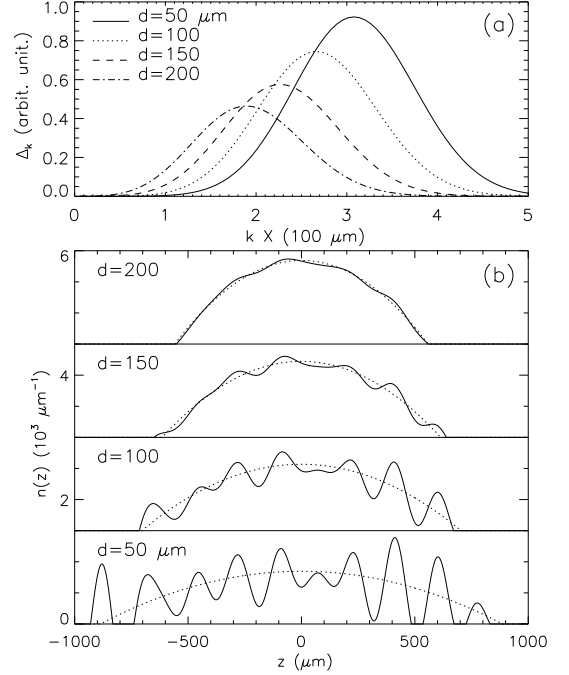 d=50 μm
d=100
d=150
d=200
(a)
1.0
0.8
0.6
0.4
0.2
0.0
Δk (arbit. unit.)
0 1 2 3 4 5
k X (100 μm)
(b)
d=200
d=150
d=100
d=50 μm
6
4
2
0
n(z) (10³ μm⁻¹)
−1000 −500 0 500 1000
z (μm)